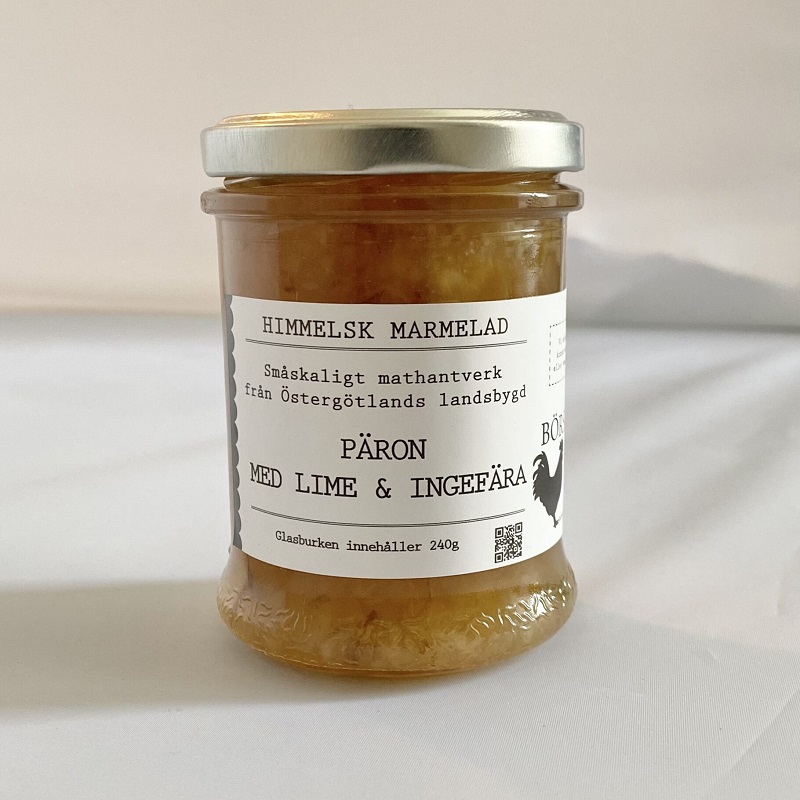 HIMMELSK MARMELAD
Småskaligt mathantverk
från Östergötlands landsbygd
PÄRON
MED LIME & INGEFÄRA
Glasburken innehåller 240g